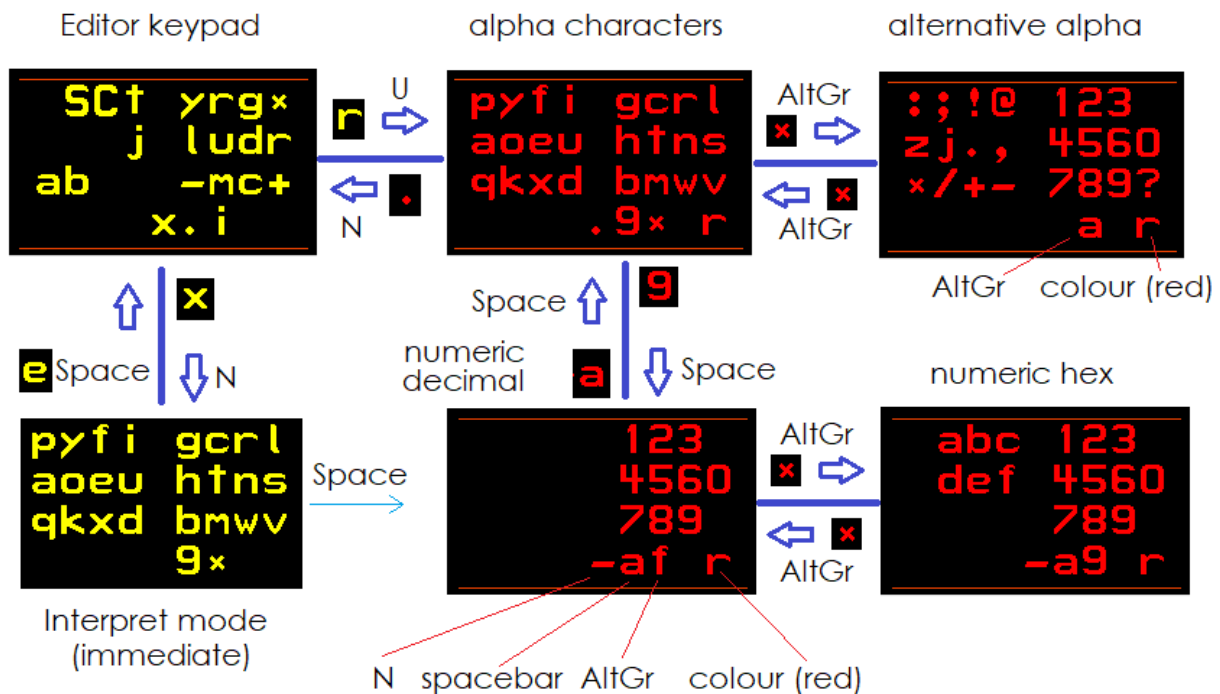 Editor keypad
SCt yrg×
j ludr
ab -mc+
x.i
r
U
N
.
alpha characters
pyfi gcrl
aoeu htns
qkxd bmwv
.9× r
AltGr
×
×
AltGr
alternative alpha
:;!@ 123
zj., 4560
×/+- 789?
a r
AltGr colour (red)
x
e Space
N
Space
9
a
Space
Interpret mode
(immediate)
pyfi gcrl
aoeu htns
qkxd bmwv
9×
Space
numeric
decimal
123
4560
789
-af r
N spacebar AltGr colour (red)
AltGr
×
×
AltGr
numeric hex
abc 123
def 4560
789
-a9 r